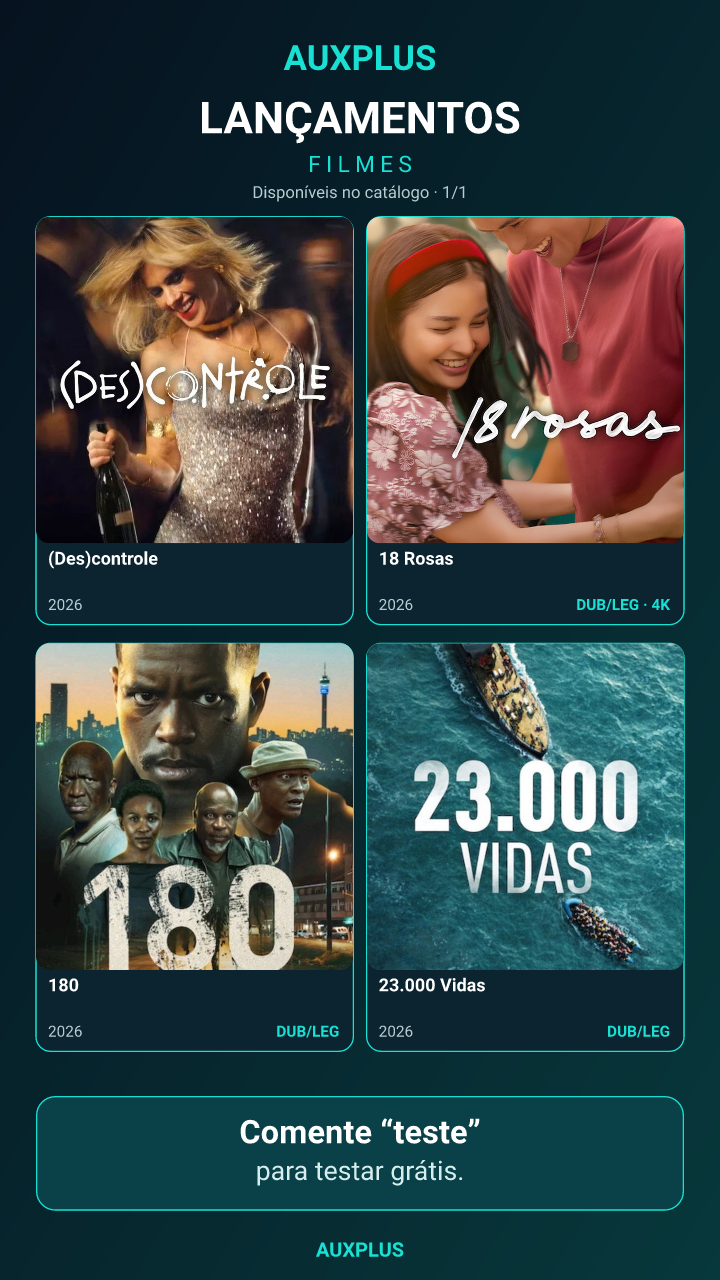 AUXPLUS
LANÇAMENTOS
FILMES
Disponíveis no catálogo · 1/1
(DES)CONTROLE
(Des)controle
2026
18 rosas
18 Rosas
2026 DUB/LEG · 4K
180
180
2026 DUB/LEG
23.000
VIDAS
23.000 Vidas
2026 DUB/LEG
Comente “teste”
para testar grátis.
AUXPLUS